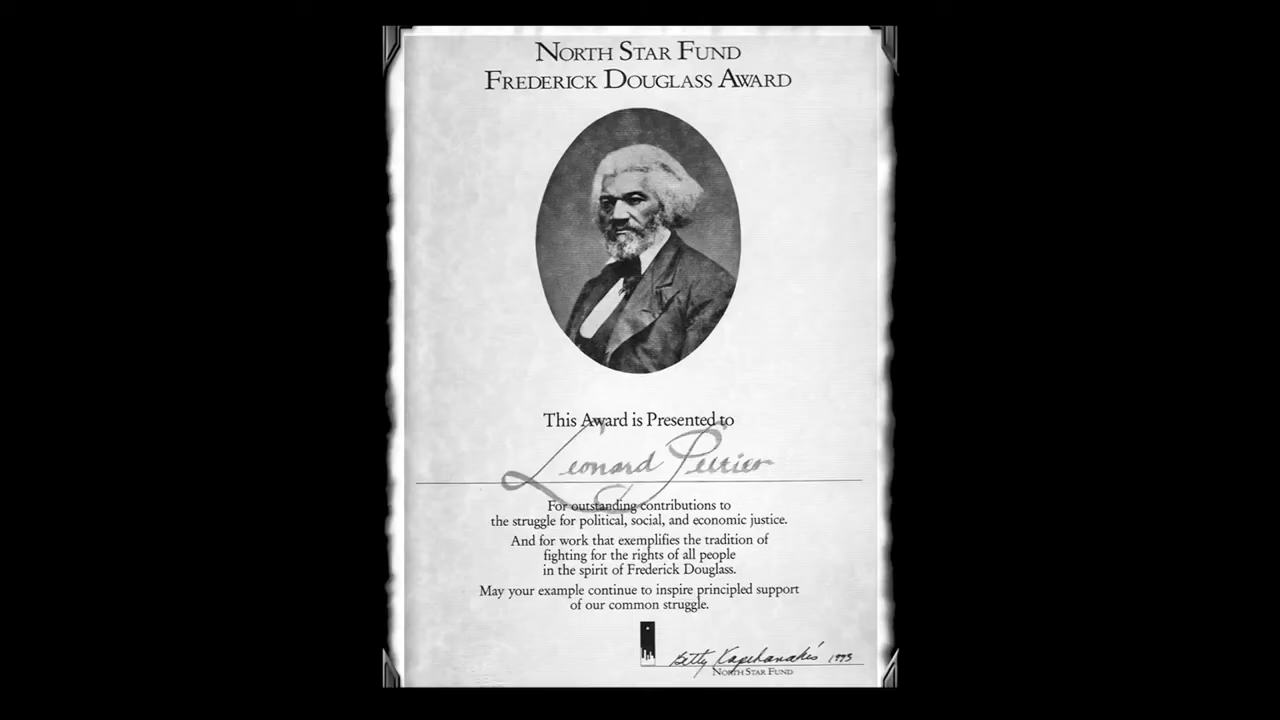 NORTH STAR FUND
FREDERICK DOUGLASS AWARD
This Award is Presented to
Leonard Peltier
For outstanding contributions to
the struggle for political, social, and economic justice.
And for work that exemplifies the tradition of
fighting for the rights of all people
in the spirit of Frederick Douglass.
May your example continue to inspire principled support
of our common struggle.
Betty Kapetanakis 1993
NORTH STAR FUND